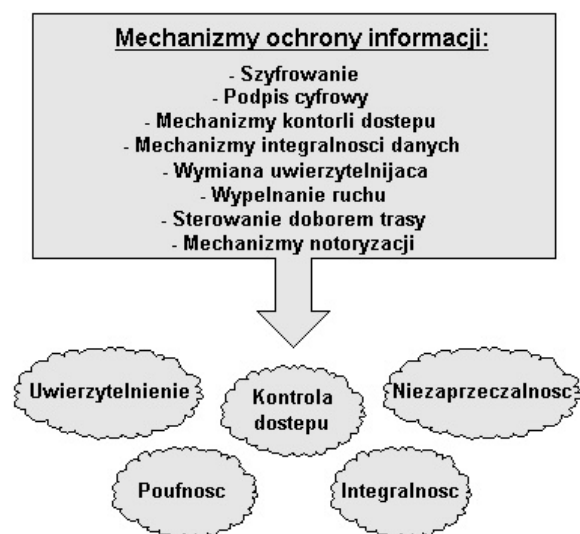 Mechanizmy ochrony informacji:
- Szyfrowanie
- Podpis cyfrowy
- Mechanizmy kontorli dostepu
- Mechanizmy integralnosci danych
- Wymiana uwierzytelnijaca
- Wypelnanie ruchu
- Sterowanie doborem trasy
- Mechanizmy notoryzacji
Uwierzytelnienie
Kontrola
dostepu
Niezaprzeczalnosc
Poufnosc
Integralnosc